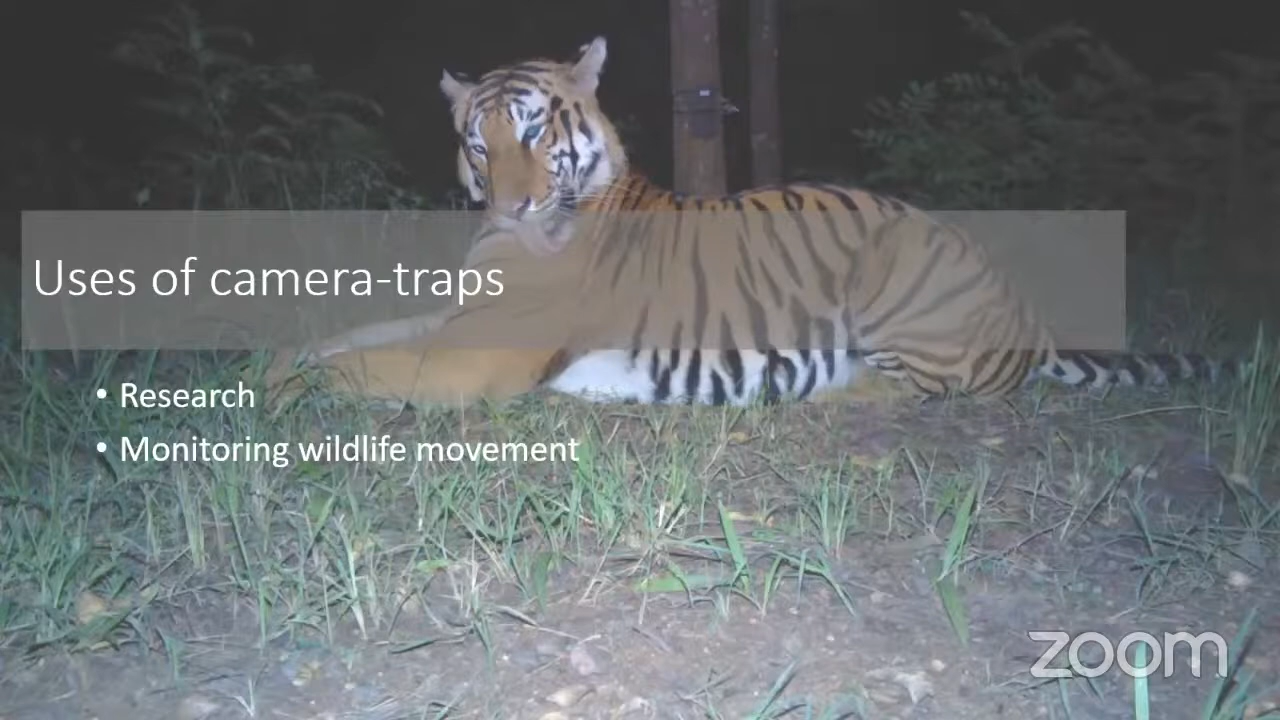 Uses of camera-traps
• Research
• Monitoring wildlife movement
zoom